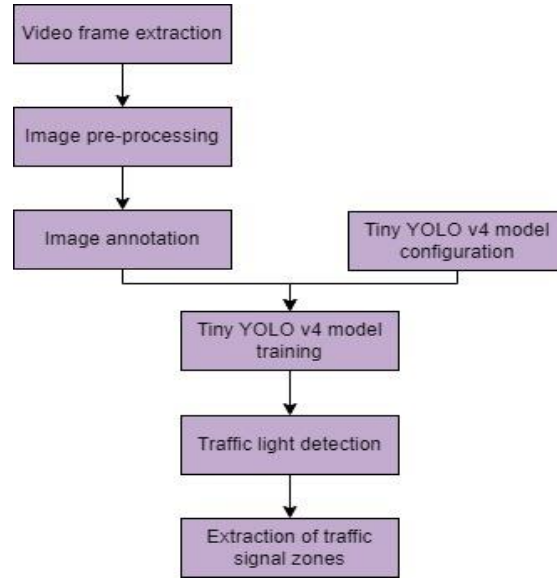 Video frame extraction
Image pre-processing
Image annotation
Tiny YOLO v4 model
configuration
Tiny YOLO v4 model
training
Traffic light detection
Extraction of traffic
signal zones